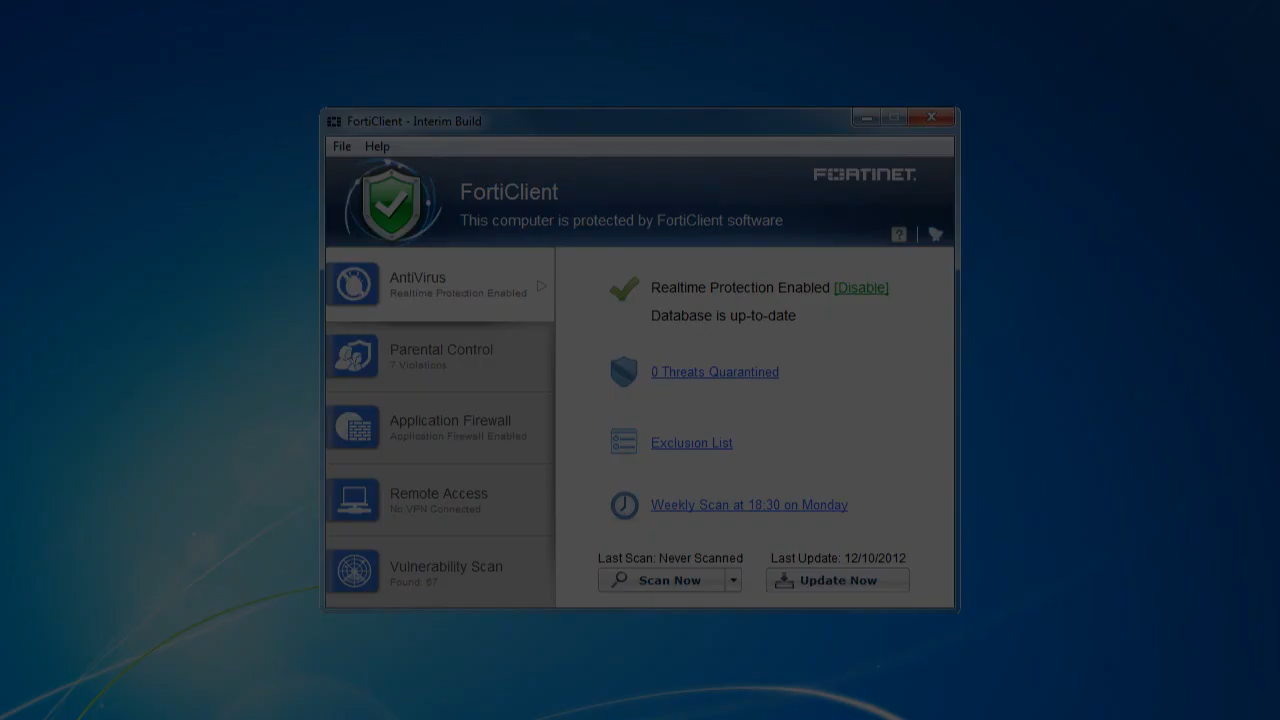 FortiClient - Interim Build
File Help
FORTINET
FortiClient
This computer is protected by FortiClient software
?
AntiVirus
Realtime Protection Enabled
Parental Control
7 Violations
Application Firewall
Application Firewall Enabled
Remote Access
No VPN Connected
Vulnerability Scan
Found: 67
Realtime Protection Enabled [Disable]
Database is up-to-date
0 Threats Quarantined
Exclusion List
Weekly Scan at 18:30 on Monday
Last Scan: Never Scanned
Scan Now
Last Update: 12/10/2012
Update Now